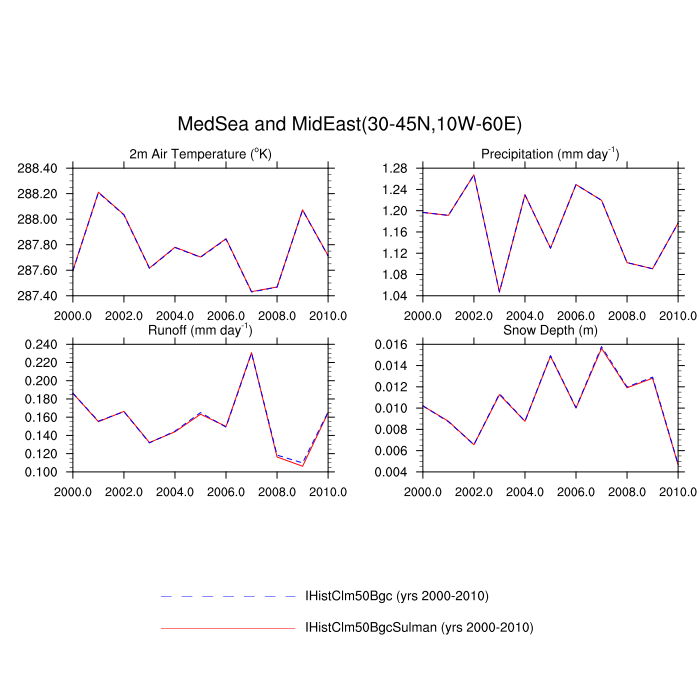 MedSea and MidEast(30-45N,10W-60E)
2m Air Temperature (°K)
288.40
288.20
288.00
287.80
287.60
287.40
2000.0 2002.0 2004.0 2006.0 2008.0 2010.0
Precipitation (mm day⁻¹)
1.28
1.24
1.20
1.16
1.12
1.08
1.04
2000.0 2002.0 2004.0 2006.0 2008.0 2010.0
Runoff (mm day⁻¹)
0.240
0.220
0.200
0.180
0.160
0.140
0.120
0.100
2000.0 2002.0 2004.0 2006.0 2008.0 2010.0
Snow Depth (m)
0.016
0.014
0.012
0.010
0.008
0.006
0.004
2000.0 2002.0 2004.0 2006.0 2008.0 2010.0
IHistClm50Bgc (yrs 2000-2010)
IHistClm50BgcSulman (yrs 2000-2010)